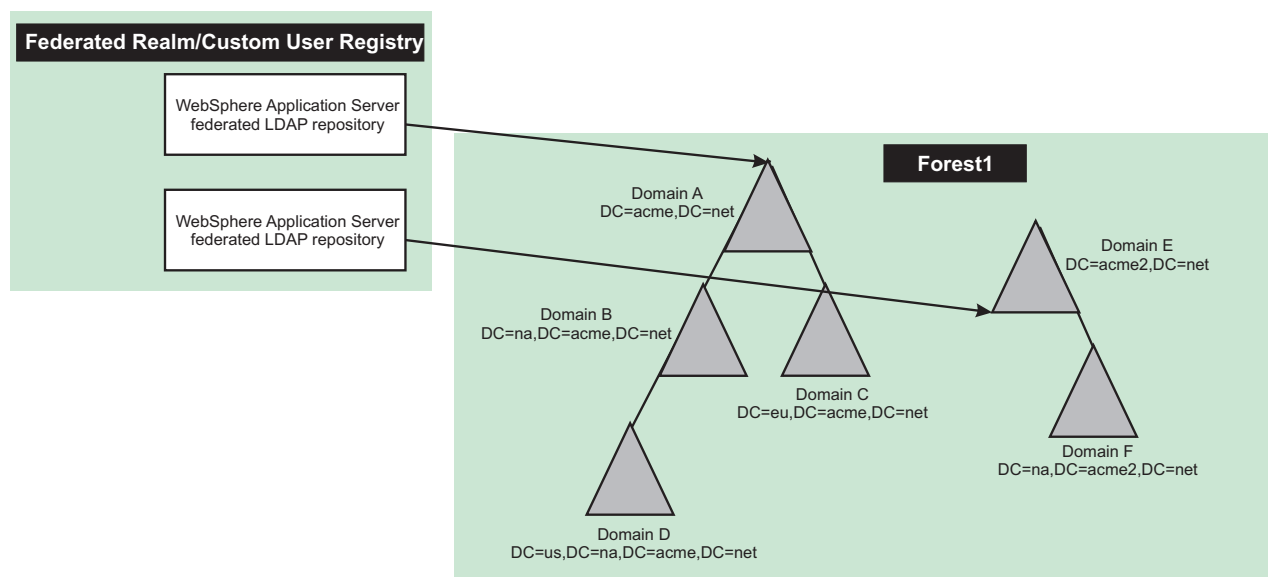 Federated Realm/Custom User Registry
WebSphere Application Server
federated LDAP repository
WebSphere Application Server
federated LDAP repository
Forest1
Domain A
DC=acme,DC=net
Domain B
DC=na,DC=acme,DC=net
Domain C
DC=eu,DC=acme,DC=net
Domain D
DC=us,DC=na,DC=acme,DC=net
Domain E
DC=acme2,DC=net
Domain F
DC=na,DC=acme2,DC=net